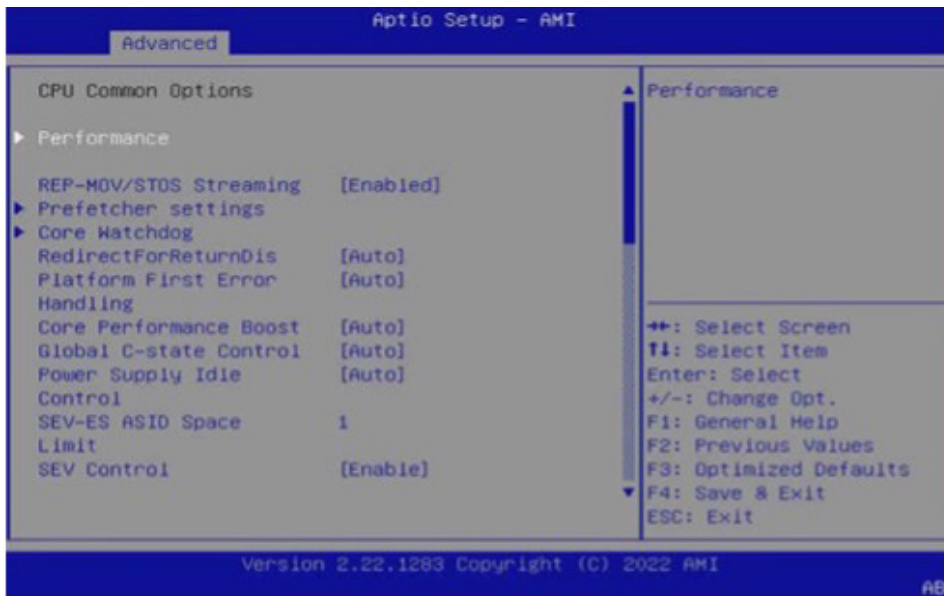 Aptio Setup - AMI
Advanced
CPU Common Options
Performance
REP-MOV/STOS Streaming [Enabled]
Prefetcher settings
Core Watchdog
RedirectForReturnDis [Auto]
Platform First Error [Auto]
Handling
Core Performance Boost [Auto]
Global C-state Control [Auto]
Power Supply Idle [Auto]
Control
SEV-ES ASID Space 1
Limit
SEV Control [Enable]
Performance
→←: Select Screen
↑↓: Select Item
Enter: Select
+/-: Change Opt.
F1: General Help
F2: Previous Values
F3: Optimized Defaults
F4: Save & Exit
ESC: Exit
Version 2.22.1283 Copyright (C) 2022 AMI
AB